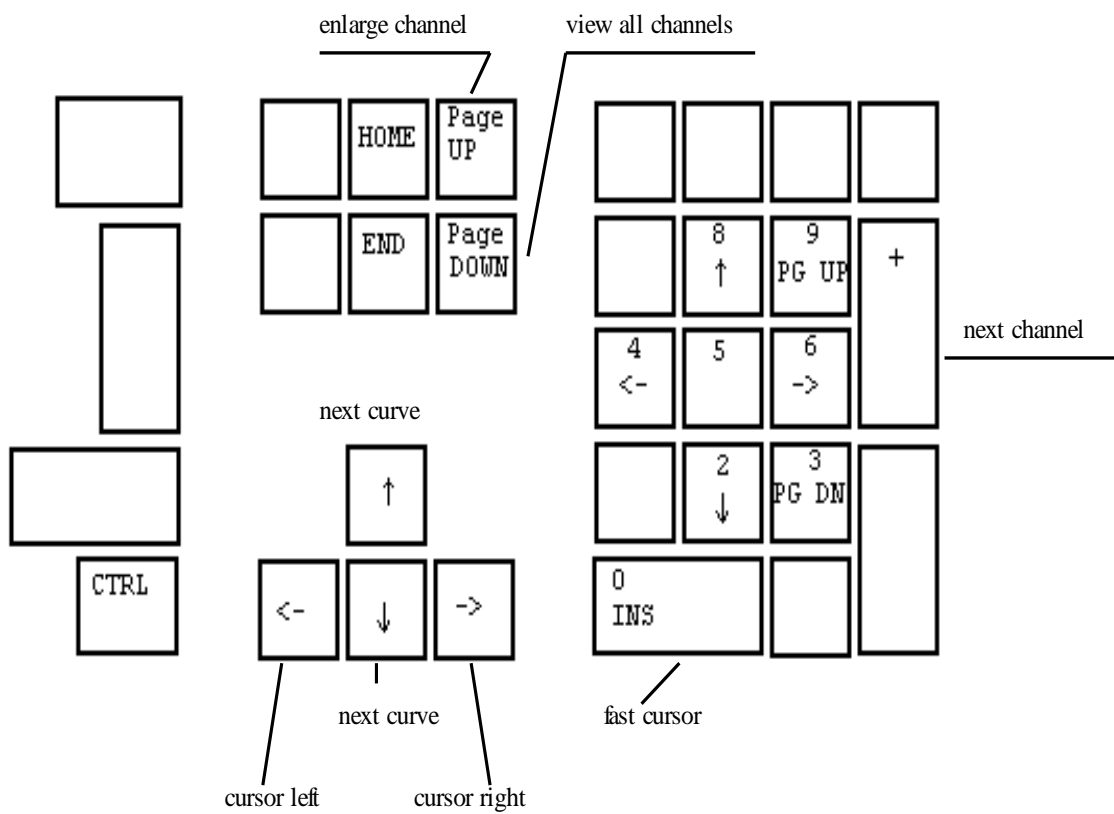 enlarge channel
view all channels
HOME
Page
UP
END
Page
DOWN
8
↑
9
PG UP
+
4
<-
5
6
->
next channel
next curve
↑
2
↓
3
PG DN
CTRL
<-
↓
->
0
INS
next curve
fast cursor
cursor left
cursor right